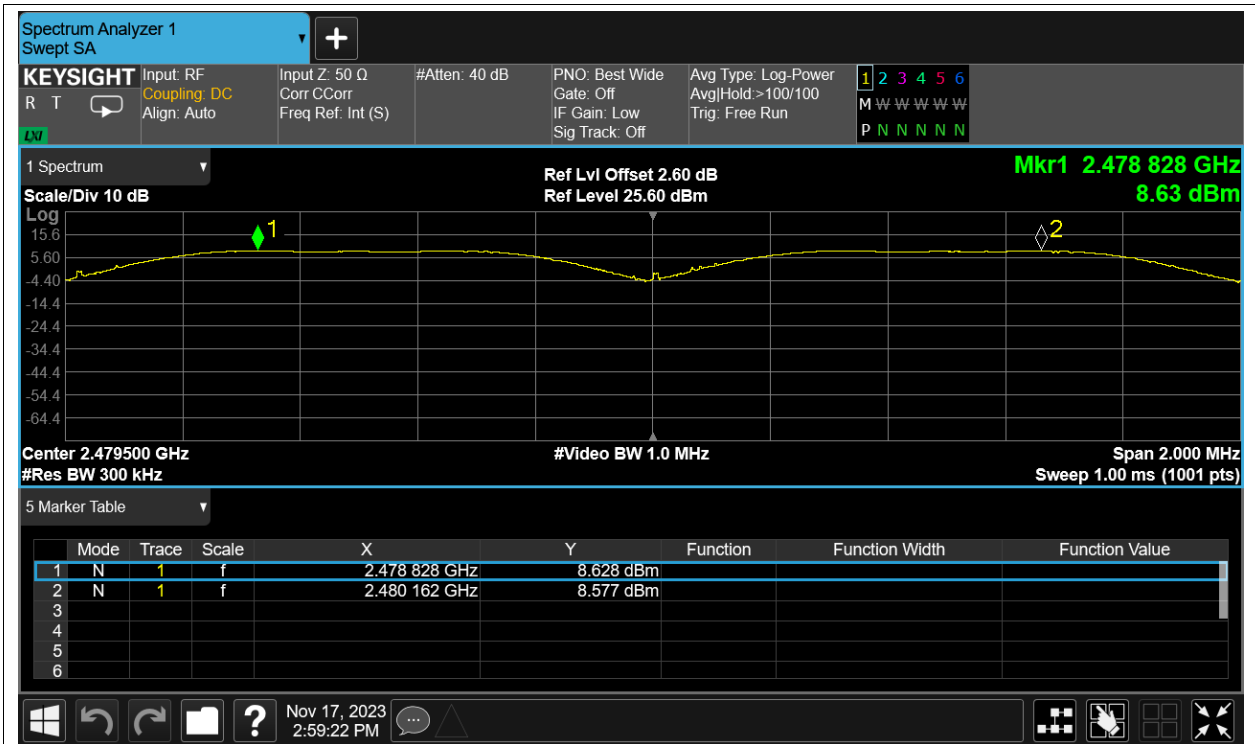 Spectrum Analyzer 1
Swept SA
KEYSIGHT
R T
LXI
Input: RF
Coupling: DC
Align: Auto
Input Z: 50 Ω
Corr CCorr
Freq Ref: Int (S)
#Atten: 40 dB
PNO: Best Wide
Gate: Off
IF Gain: Low
Sig Track: Off
Avg Type: Log-Power
Avg|Hold:>100/100
Trig: Free Run
1 2 3 4 5 6
M W W W W W
P N N N N N
1 Spectrum
Scale/Div 10 dB
Ref Lvl Offset 2.60 dB
Ref Level 25.60 dBm
Mkr1 2.478 828 GHz
8.63 dBm
Log
15.6
5.60
-4.40
-14.4
-24.4
-34.4
-44.4
-54.4
-64.4
1
2
Center 2.479500 GHz
#Video BW 1.0 MHz
Span 2.000 MHz
#Res BW 300 kHz
Sweep 1.00 ms (1001 pts)
5 Marker Table
Mode Trace Scale X Y Function Function Width Function Value
1 N 1 f 2.478 828 GHz 8.628 dBm
2 N 1 f 2.480 162 GHz 8.577 dBm
3
4
5
6
?
Nov 17, 2023
2:59:22 PM